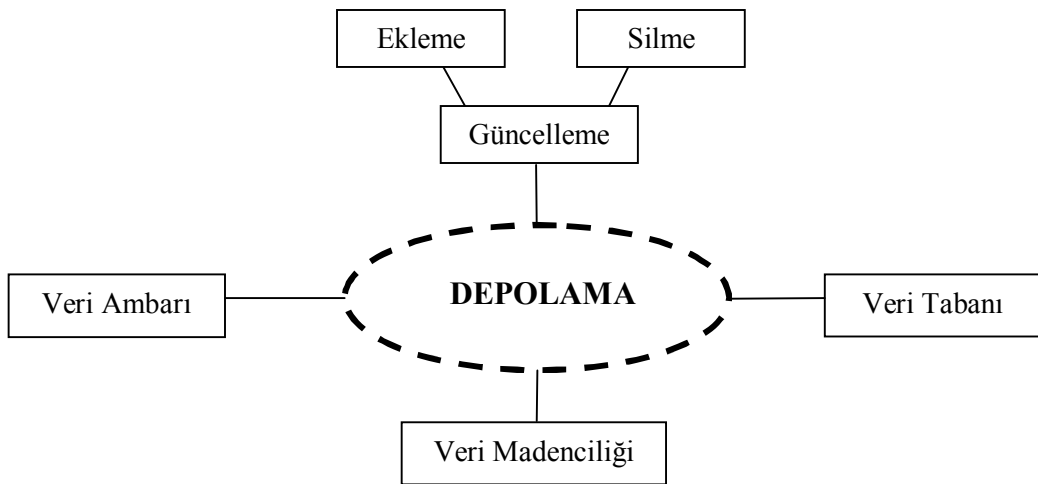 Ekleme
Silme
Güncelleme
DEPOLAMA
Veri Ambarı
Veri Tabanı
Veri Madenciliği